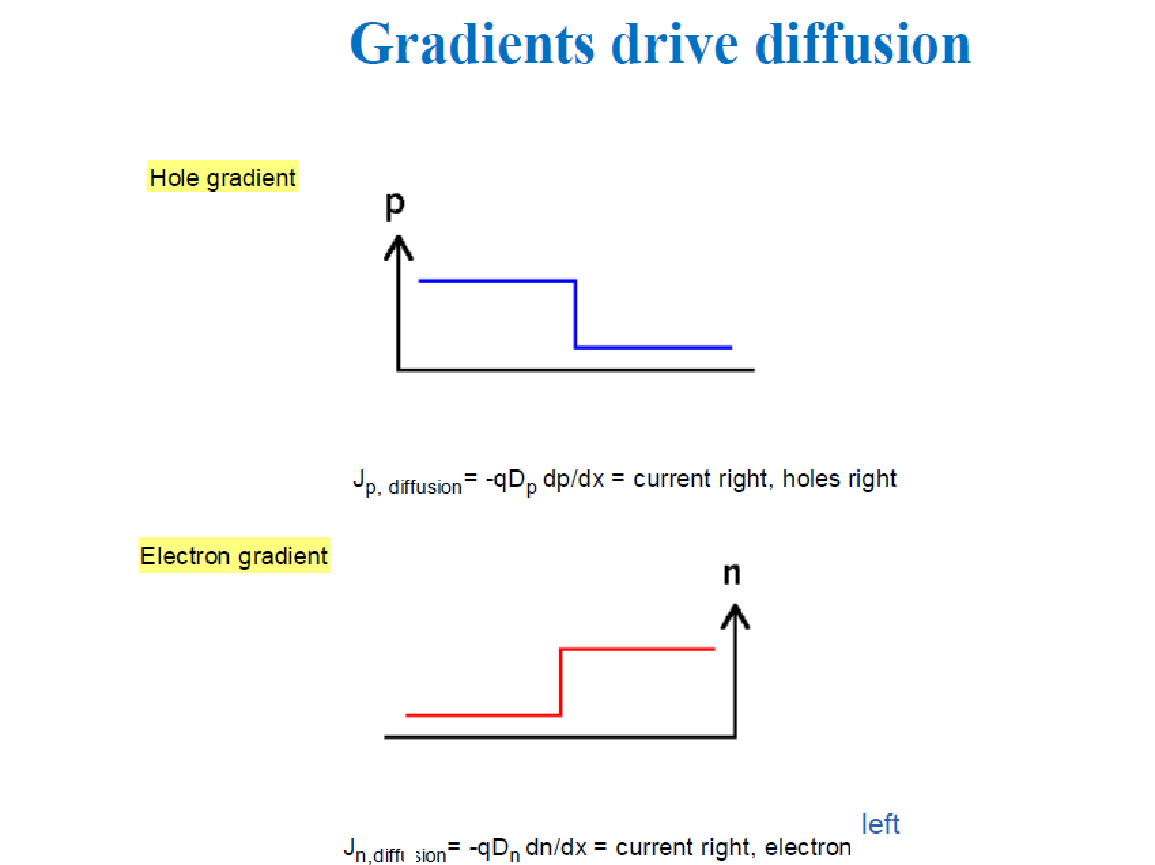 Gradients drive diffusion
Hole gradient
p
Jp, diffusion= -qDp dp/dx = current right, holes right
Electron gradient
n
left
Jn,diffusion= -qDn dn/dx = current right, electron